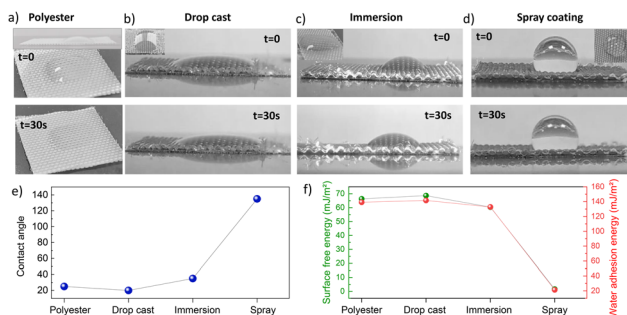 a) Polyester
b) Drop cast
c) Immersion
d) Spray coating
t=0
t=0
t=0
t=0
t=30s
t=30s
t=30s
t=30s
e)
Contact angle
140
120
100
80
60
40
20
Polyester
Drop cast
Immersion
Spray
f)
Surface free energy (mJ/m²)
70
60
50
40
30
20
10
0
Polyester
Drop cast
Immersion
Spray
160
140
120
100
80
60
40
20
0
Water adhesion energy (mJ/m²)